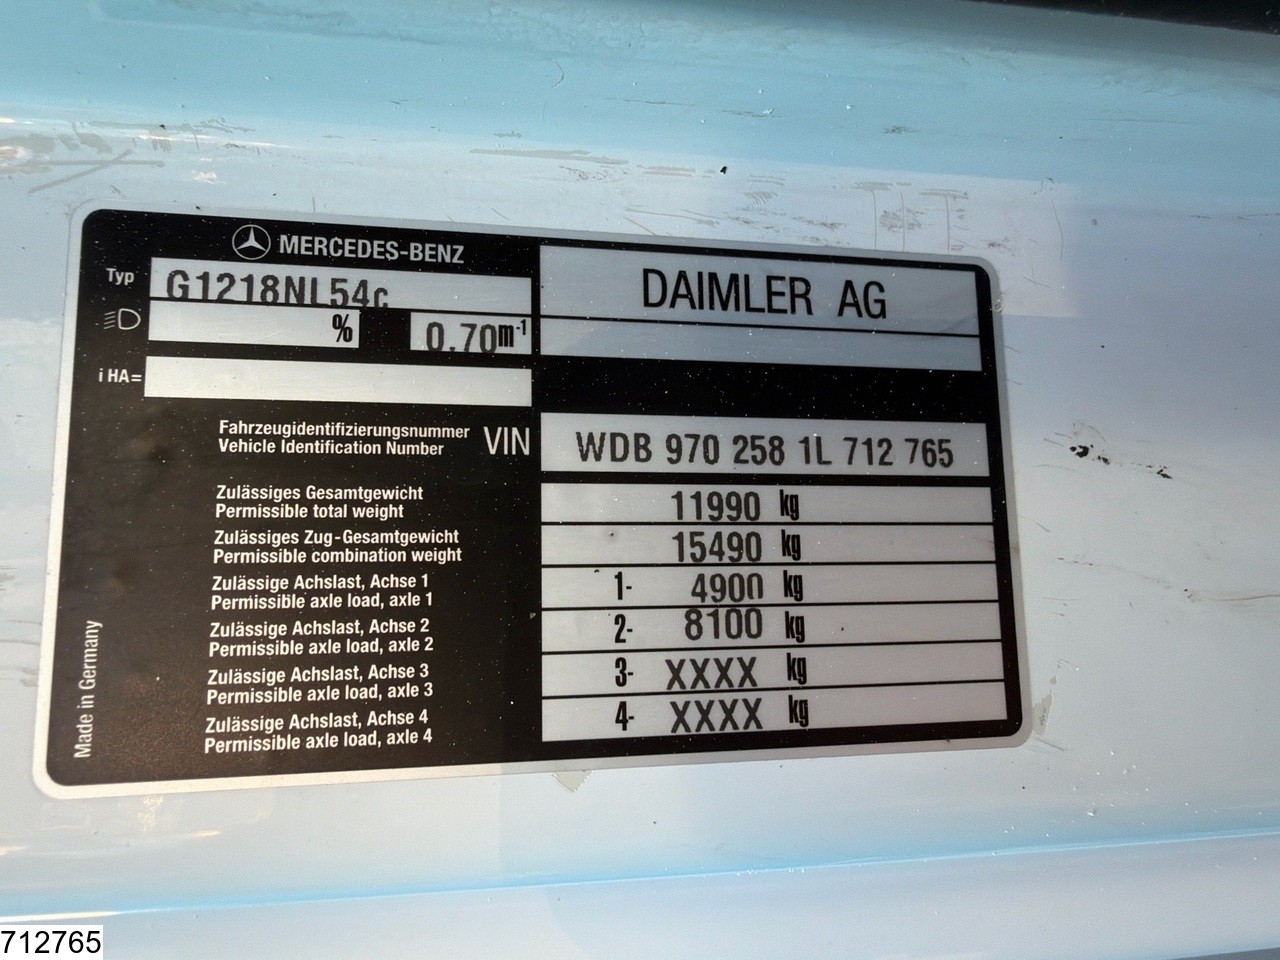 MERCEDES-BENZ
Typ G1218NL54c
DAIMLER AG
% 0.70m-1
i HA=
Fahrzeugidentifizierungsnummer
Vehicle Identification Number
VIN WDB 970 258 1L 712 765
Zulässiges Gesamtgewicht
Permissible total weight
11990 kg
Zulässiges Zug-Gesamtgewicht
Permissible combination weight
15490 kg
Zulässige Achslast, Achse 1
Permissible axle load, axle 1
1- 4900 kg
Zulässige Achslast, Achse 2
Permissible axle load, axle 2
2- 8100 kg
Zulässige Achslast, Achse 3
Permissible axle load, axle 3
3- XXXX kg
Zulässige Achslast, Achse 4
Permissible axle load, axle 4
4- XXXX kg
Made in Germany
712765